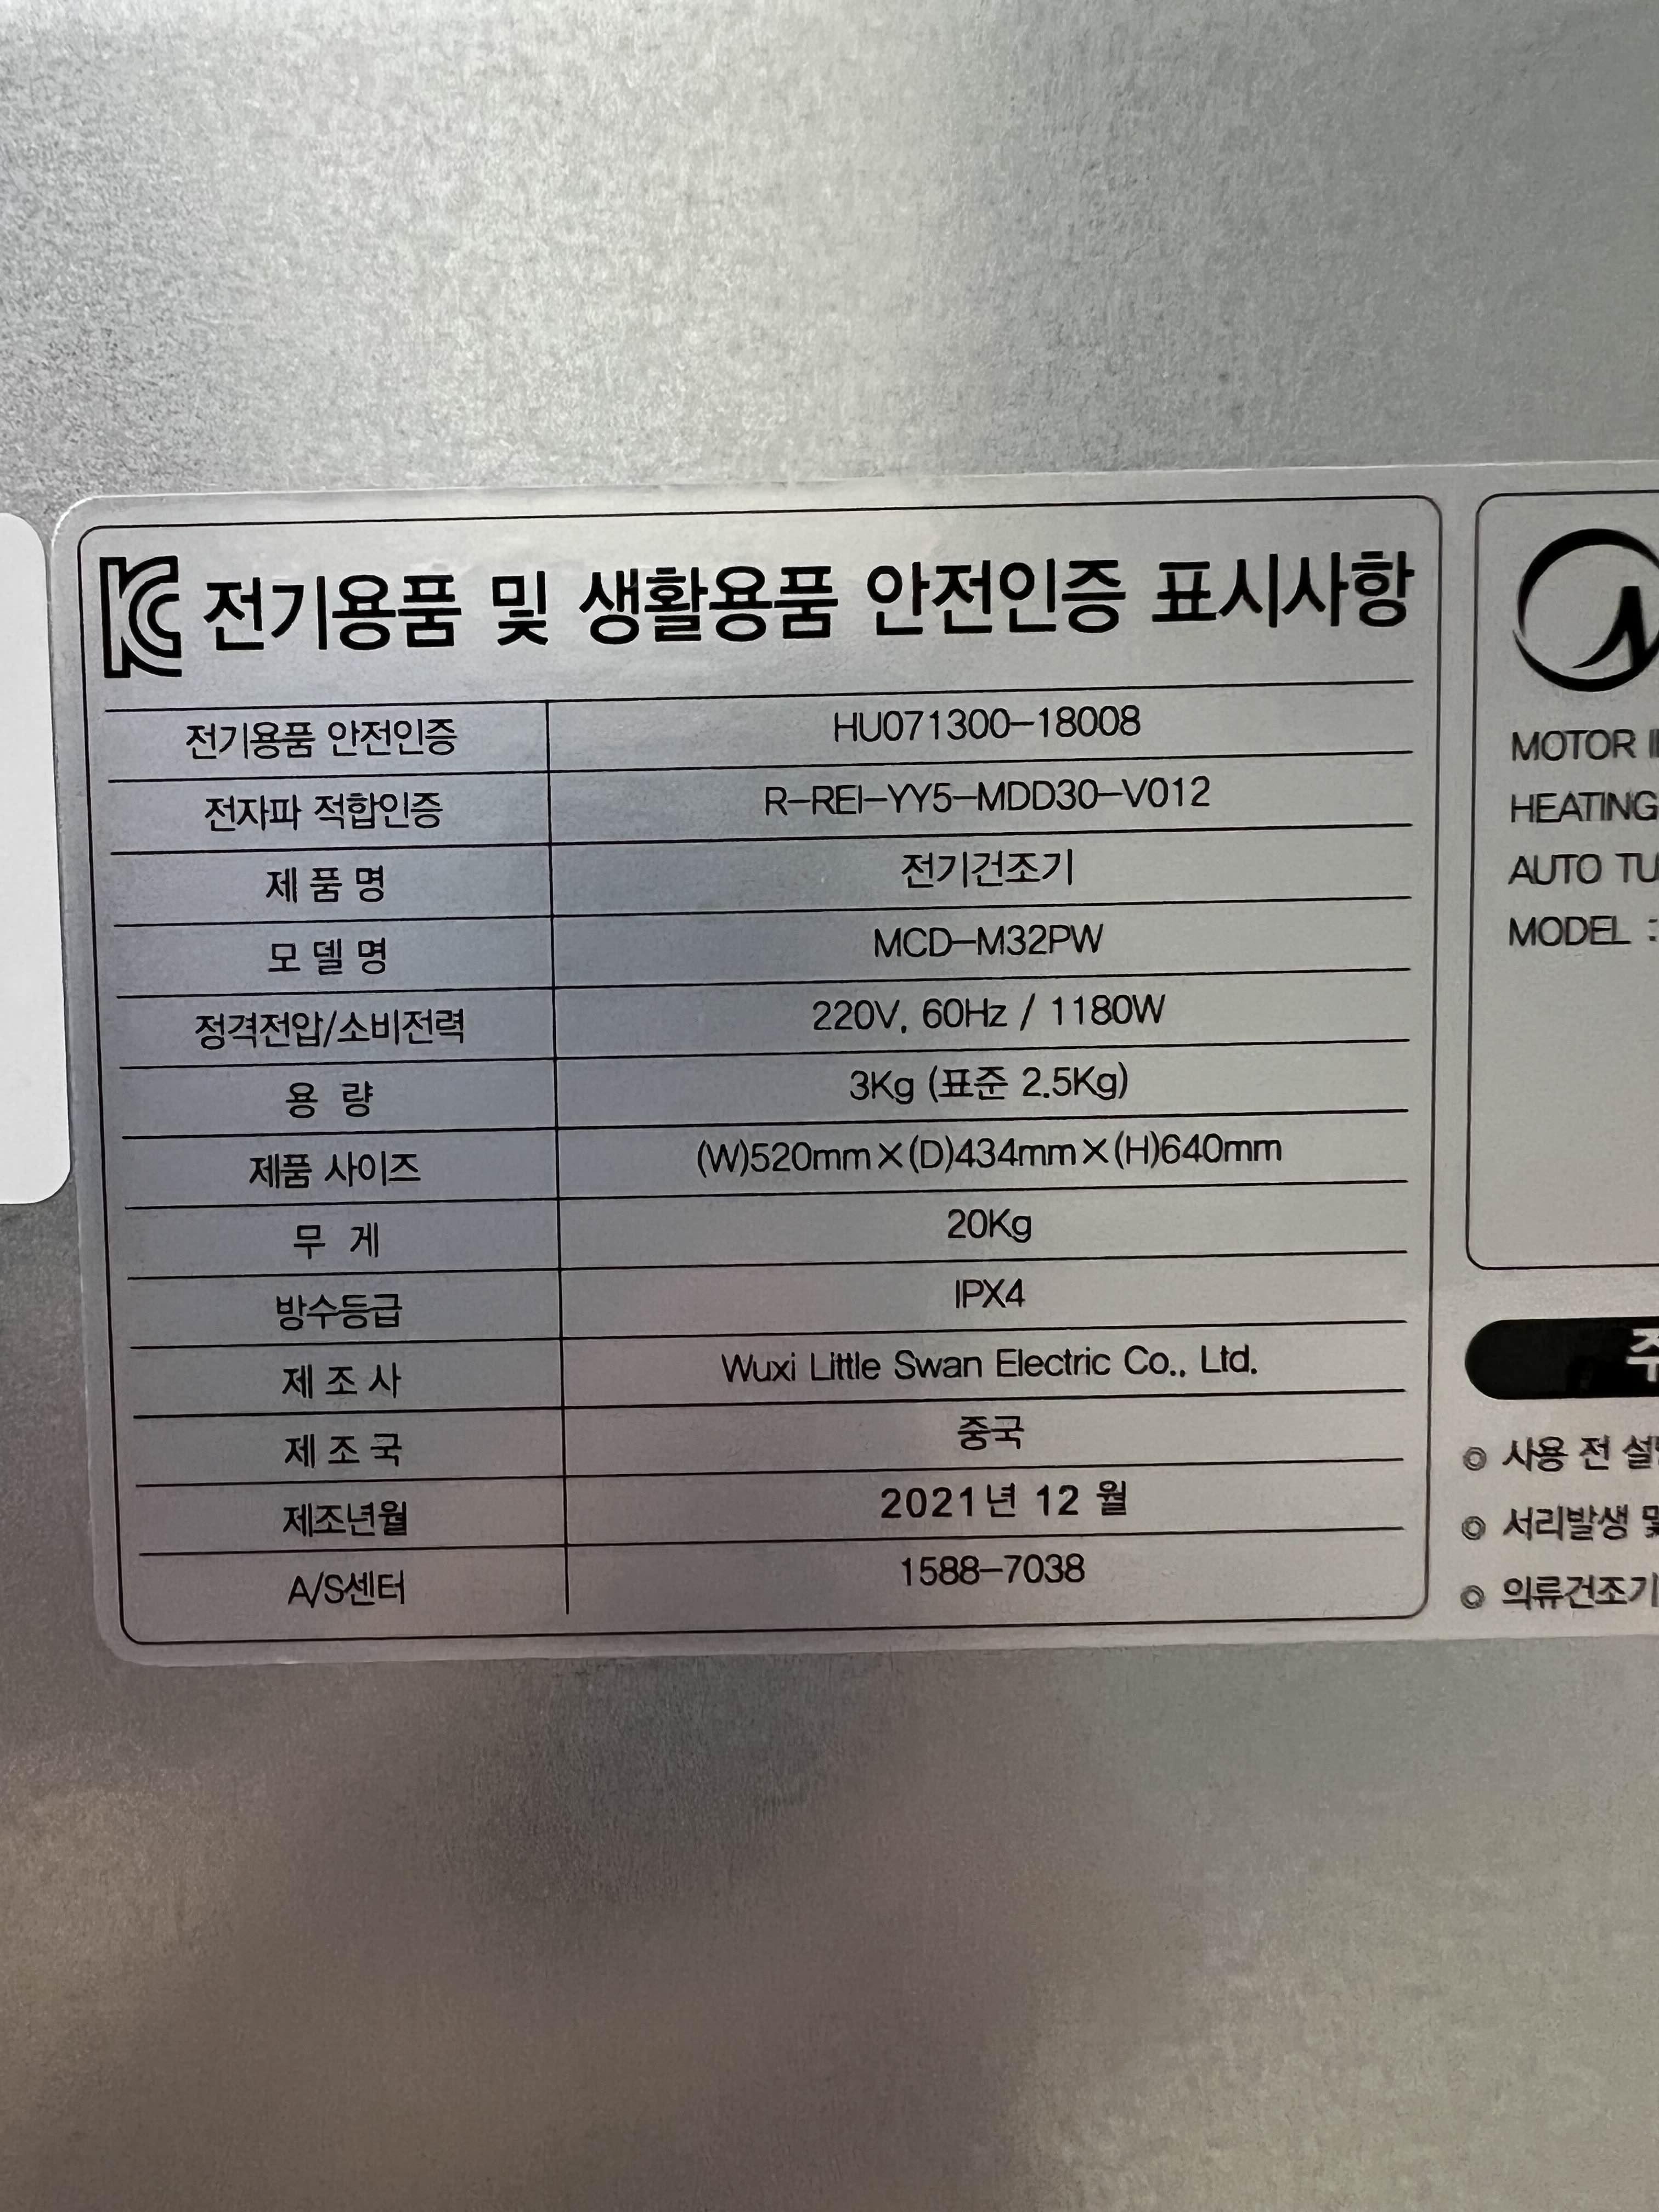 KC 전기용품 및 생활용품 안전인증 표시사항
전기용품 안전인증 HU071300-18008
전자파 적합인증 R-REI-YY5-MDD30-V012
제 품 명 전기건조기
모 델 명 MCD-M32PW
정격전압/소비전력 220V, 60Hz / 1180W
용 량 3Kg (표준 2.5Kg)
제품 사이즈 (W)520mm×(D)434mm×(H)640mm
무 게 20Kg
방수등급 IPX4
제 조 사 Wuxi Little Swan Electric Co., Ltd.
제 조 국 중국
제조년월 2021년 12 월
A/S센터 1588-7038
MOTOR
HEATING
AUTO
MODEL :
◎ 사용 전
◎ 서리발생
◎ 의류건조기